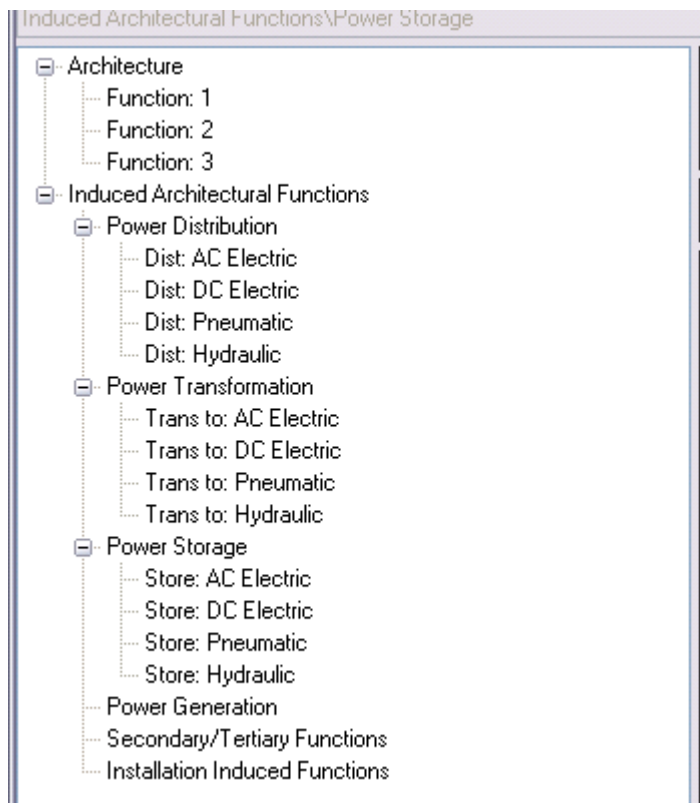 Induced Architectural Functions\Power Storage
Architecture
Function: 1
Function: 2
Function: 3
Induced Architectural Functions
Power Distribution
Dist: AC Electric
Dist: DC Electric
Dist: Pneumatic
Dist: Hydraulic
Power Transformation
Trans to: AC Electric
Trans to: DC Electric
Trans to: Pneumatic
Trans to: Hydraulic
Power Storage
Store: AC Electric
Store: DC Electric
Store: Pneumatic
Store: Hydraulic
Power Generation
Secondary/Tertiary Functions
Installation Induced Functions